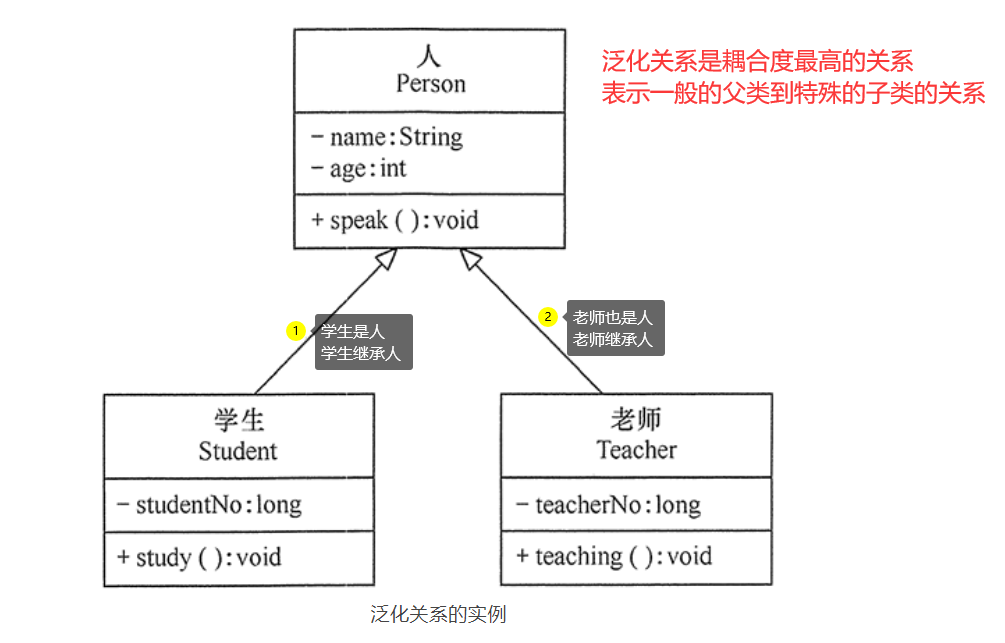 人
Person
泛化关系是耦合度最高的关系
表示一般的父类到特殊的子类的关系
- name:String
- age:int
+ speak ( ):void
1
学生是人
学生继承人
2
老师也是人
老师继承人
学生
Student
- studentNo:long
+ study ( ):void
老师
Teacher
- teacherNo:long
+ teaching ( ):void
泛化关系的实例